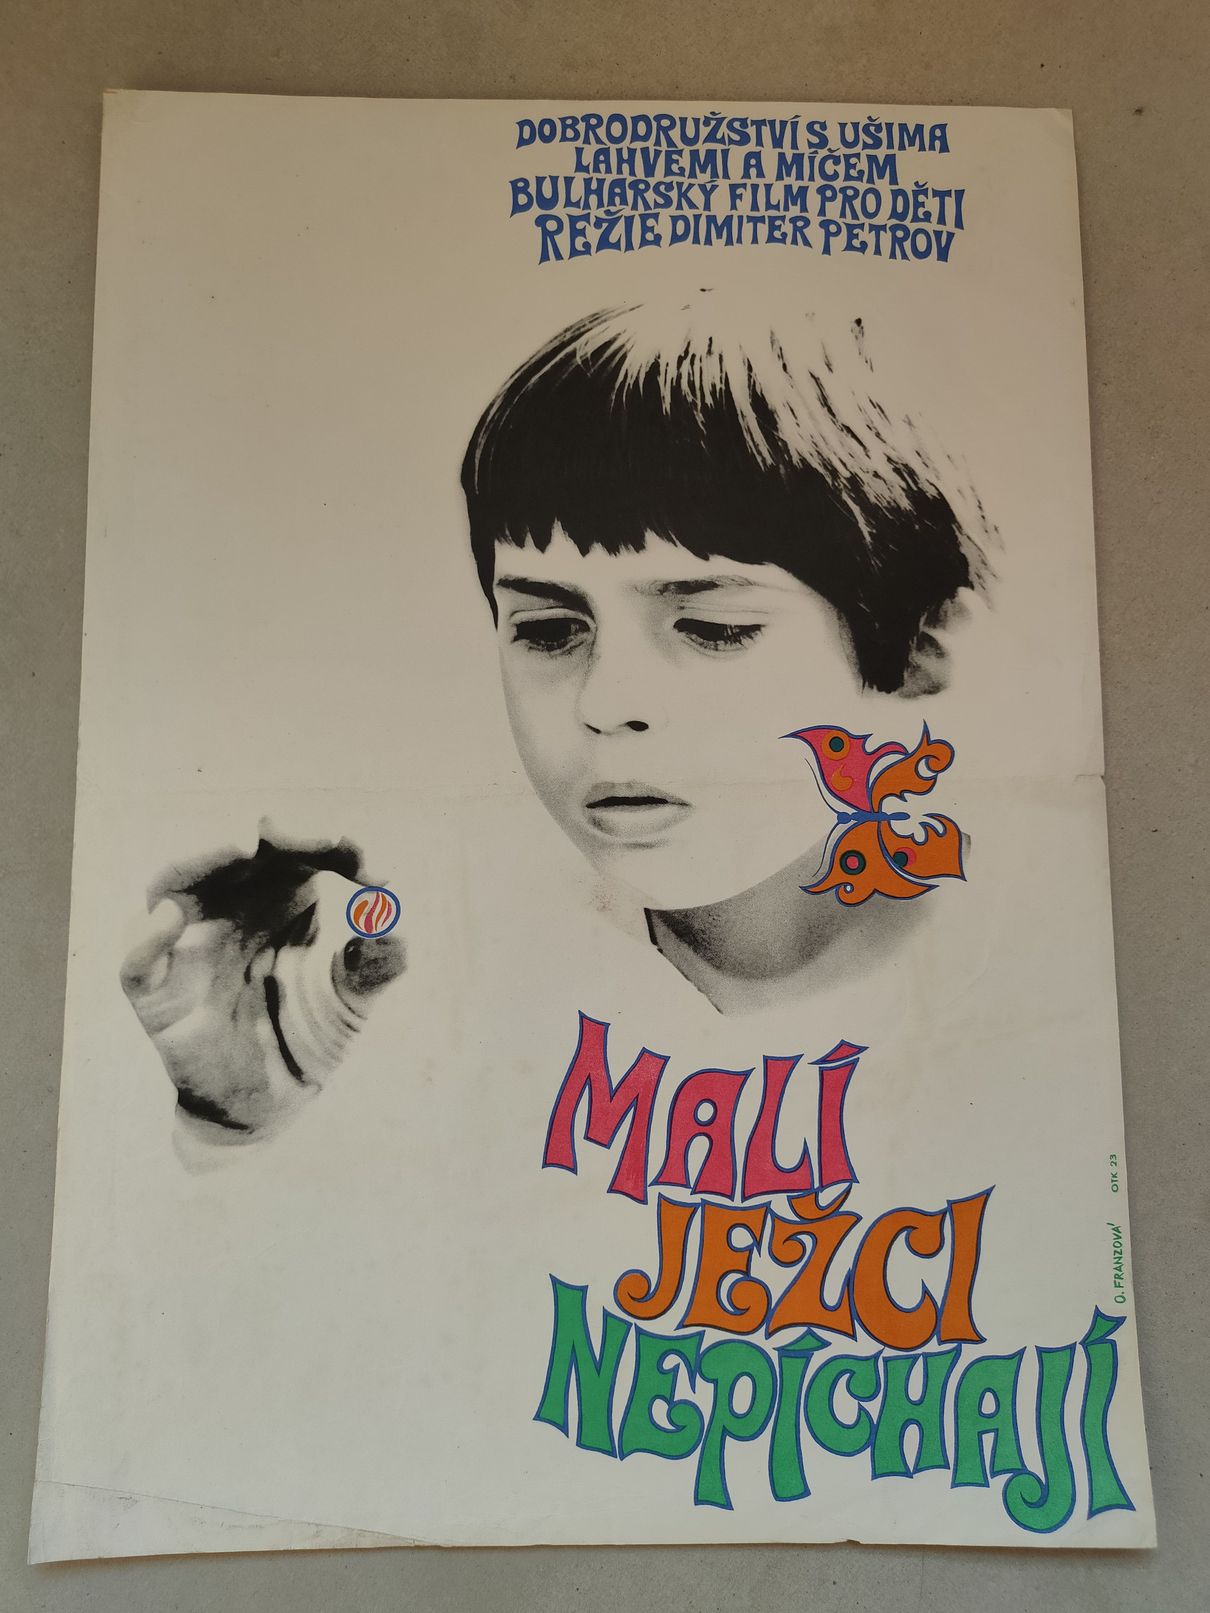 DOBRODRUŽSTVÍ S UŠIMA
LAHVEMI A MÍČEM
BULHARSKÝ FILM PRO DĚTI
REŽIE DIMITER PETROV
MALÍ
JEŽCI
NEPÍCHAJÍ
O. FRANZOVÁ OTK 23